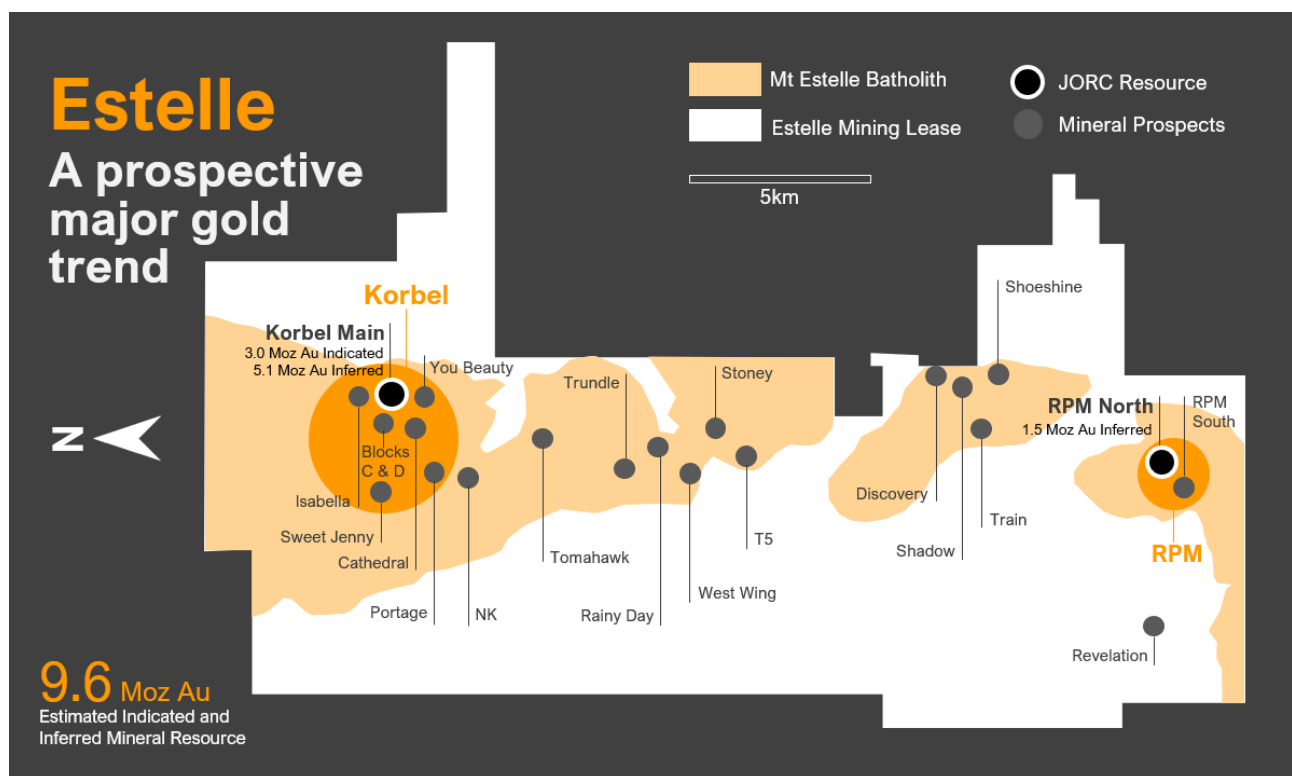 Estelle
A prospective
major gold
trend
Mt Estelle Batholith
Estelle Mining Lease
JORC Resource
Mineral Prospects
5km
Korbel
Korbel Main
3.0 Moz Au Indicated
5.1 Moz Au Inferred
You Beauty
Trundle
Stoney
Shoeshine
RPM North
1.5 Moz Au Inferred
RPM
South
N
Blocks
C & D
Isabella
Sweet Jenny
Cathedral
Portage
NK
Tomahawk
Rainy Day
West Wing
T5
Discovery
Shadow
Train
RPM
Revelation
9.6 Moz Au
Estimated Indicated and
Inferred Mineral Resource